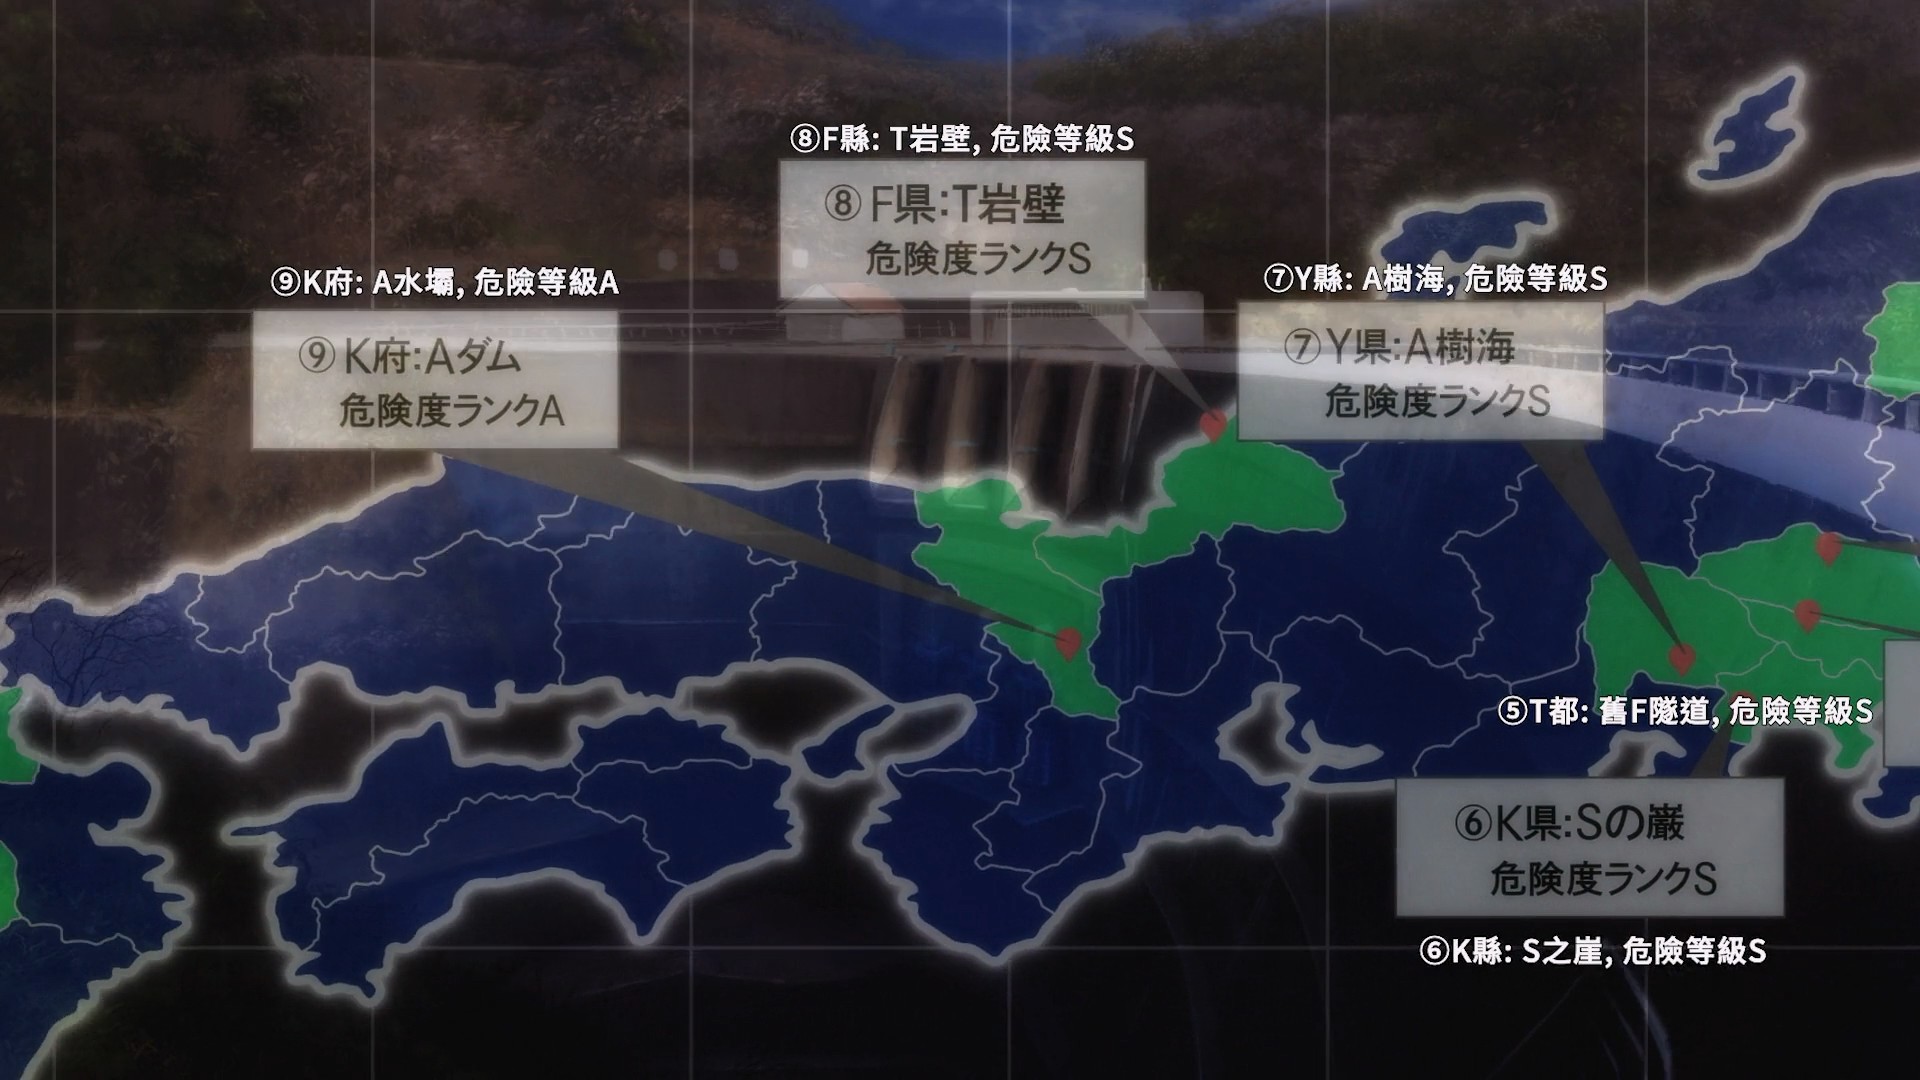 ⑧F縣: T岩壁, 危險等級S
⑧F県:T岩壁
危険度ランクS
⑨K府: A水壩, 危險等級A
⑨K府:Aダム
危険度ランクA
⑦Y縣: A樹海, 危險等級S
⑦Y県:A樹海
危険度ランクS
⑤T都: 舊F隧道, 危險等級S
⑥K県:Sの巌
危険度ランクS
⑥K縣: S之崖, 危險等級S